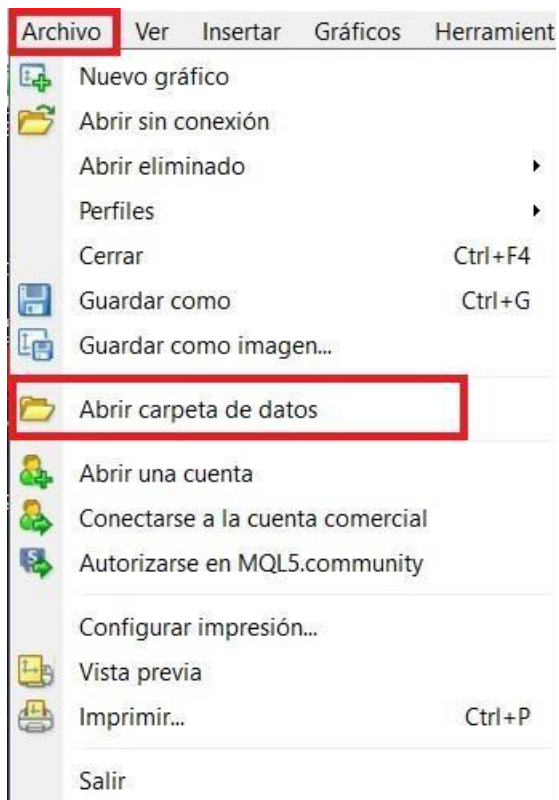 Archivo Ver Insertar Gráficos Herramient
Nuevo gráfico
Abrir sin conexión
Abrir eliminado
Perfiles
Cerrar Ctrl+F4
Guardar como Ctrl+G
Guardar como imagen...
Abrir carpeta de datos
Abrir una cuenta
Conectarse a la cuenta comercial
Autorizarse en MQL5.community
Configurar impresión...
Vista previa
Imprimir... Ctrl+P
Salir